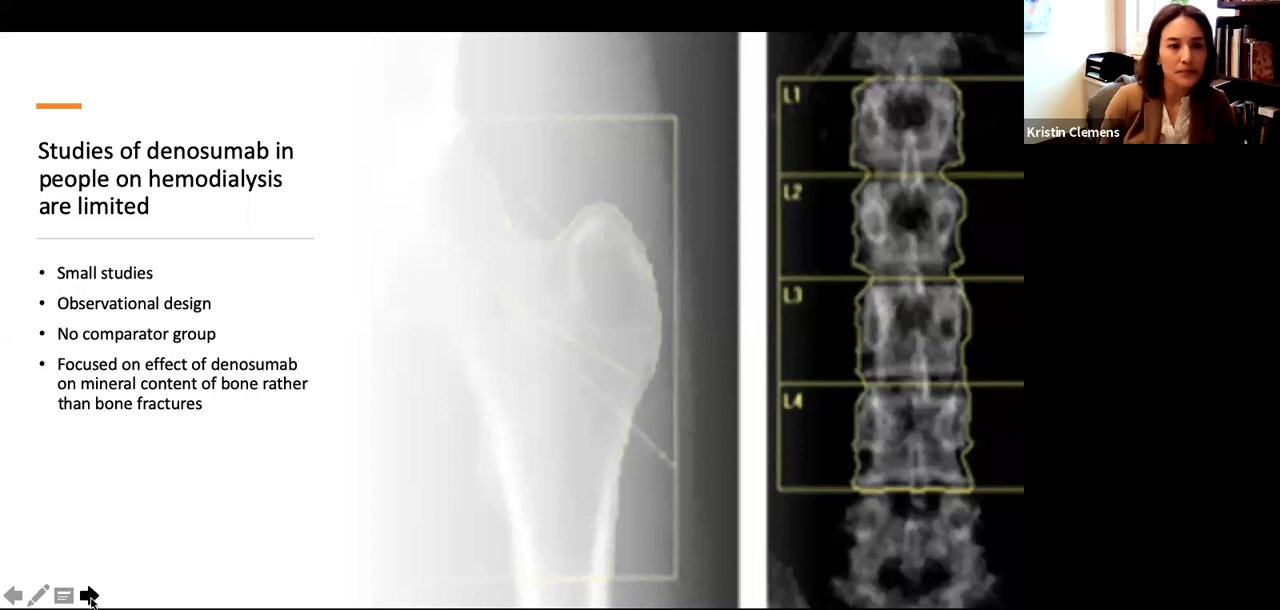 Studies of denosumab in
people on hemodialysis
are limited
• Small studies
• Observational design
• No comparator group
• Focused on effect of denosumab
on mineral content of bone rather
than bone fractures
L1
L2
L3
L4
Kristin Clemens